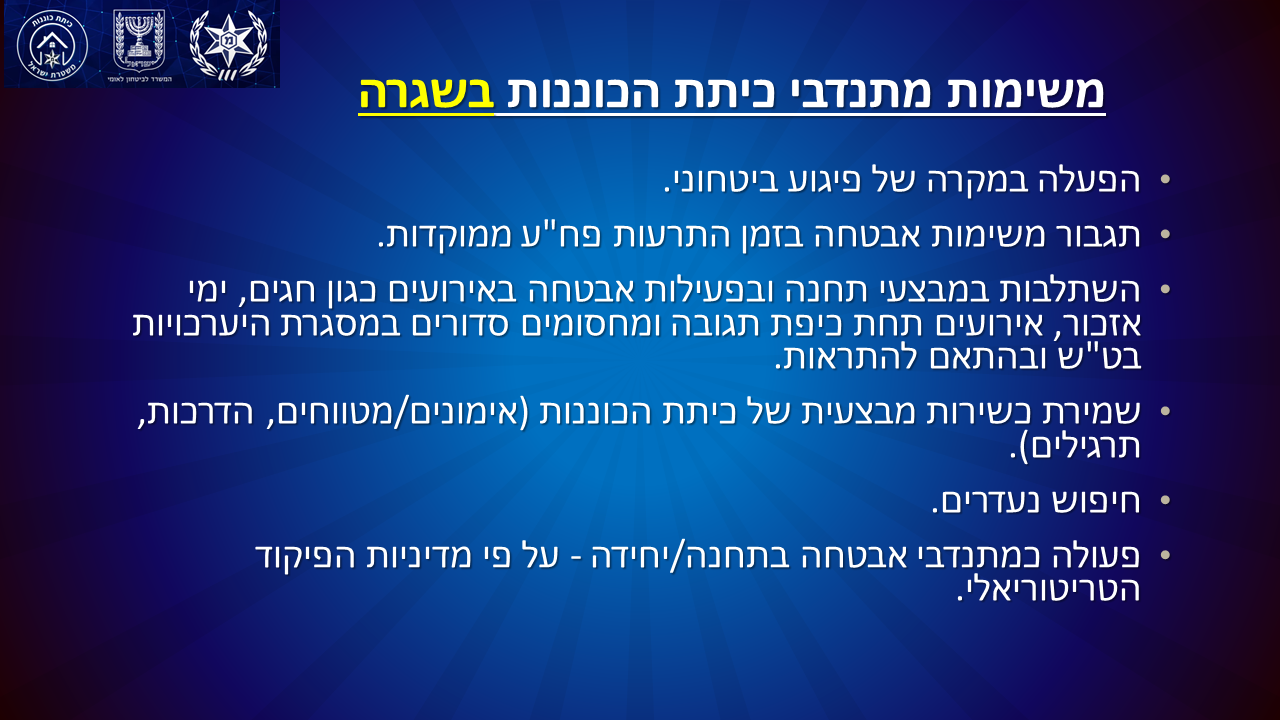 כיתת כוננות
משטרת ישראל
המשרד לביטחון לאומי
משימות מתנדבי כיתת הכוננות בשגרה
• הפעלה במקרה של פיגוע ביטחוני.
• תגבור משימות אבטחה בזמן התרעות פח"ע ממוקדות.
• השתלבות במבצעי תחנה ובפעילות אבטחה באירועים כגון חגים, ימי
אזכור, אירועים תחת כיפת תגובה ומחסומים סדורים במסגרת היערכויות
בט"ש ובהתאם להתראות.
• שמירת כשירות מבצעית של כיתת הכוננות (אימונים/מטווחים, הדרכות,
תרגילים).
• חיפוש נעדרים.
• פעולה כמתנדבי אבטחה בתחנה/יחידה - על פי מדיניות הפיקוד
הטריטוריאלי.